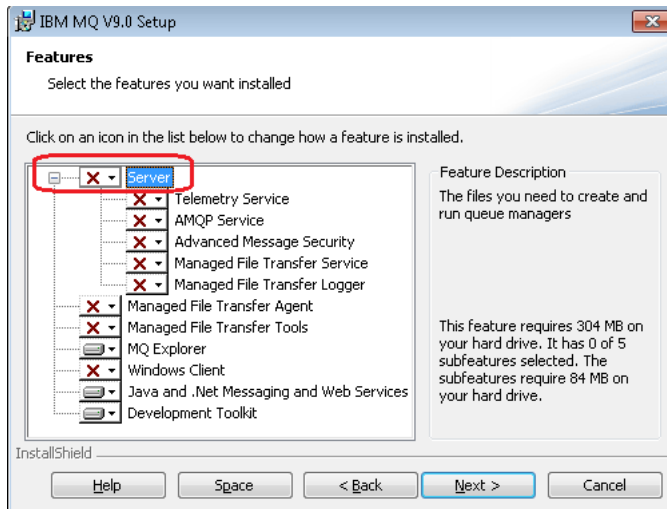 IBM MQ V9.0 Setup
Features
Select the features you want installed
Click on an icon in the list below to change how a feature is installed.
Server
Telemetry Service
AMQP Service
Advanced Message Security
Managed File Transfer Service
Managed File Transfer Logger
Managed File Transfer Agent
Managed File Transfer Tools
MQ Explorer
Windows Client
Java and .Net Messaging and Web Services
Development Toolkit
Feature Description
The files you need to create and
run queue managers
This feature requires 304 MB on
your hard drive. It has 0 of 5
subfeatures selected. The
subfeatures require 84 MB on
your hard drive.
InstallShield
Help
Space
< Back
Next >
Cancel